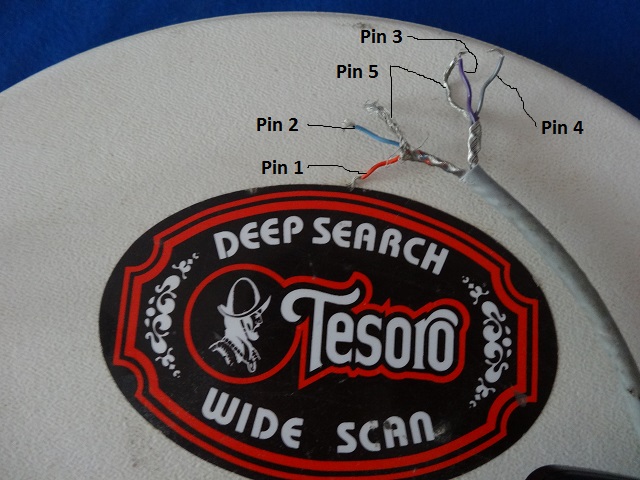 Pin 3
Pin 5
Pin 2
Pin 4
Pin 1
DEEP SEARCH
Tesoro
WIDE SCAN